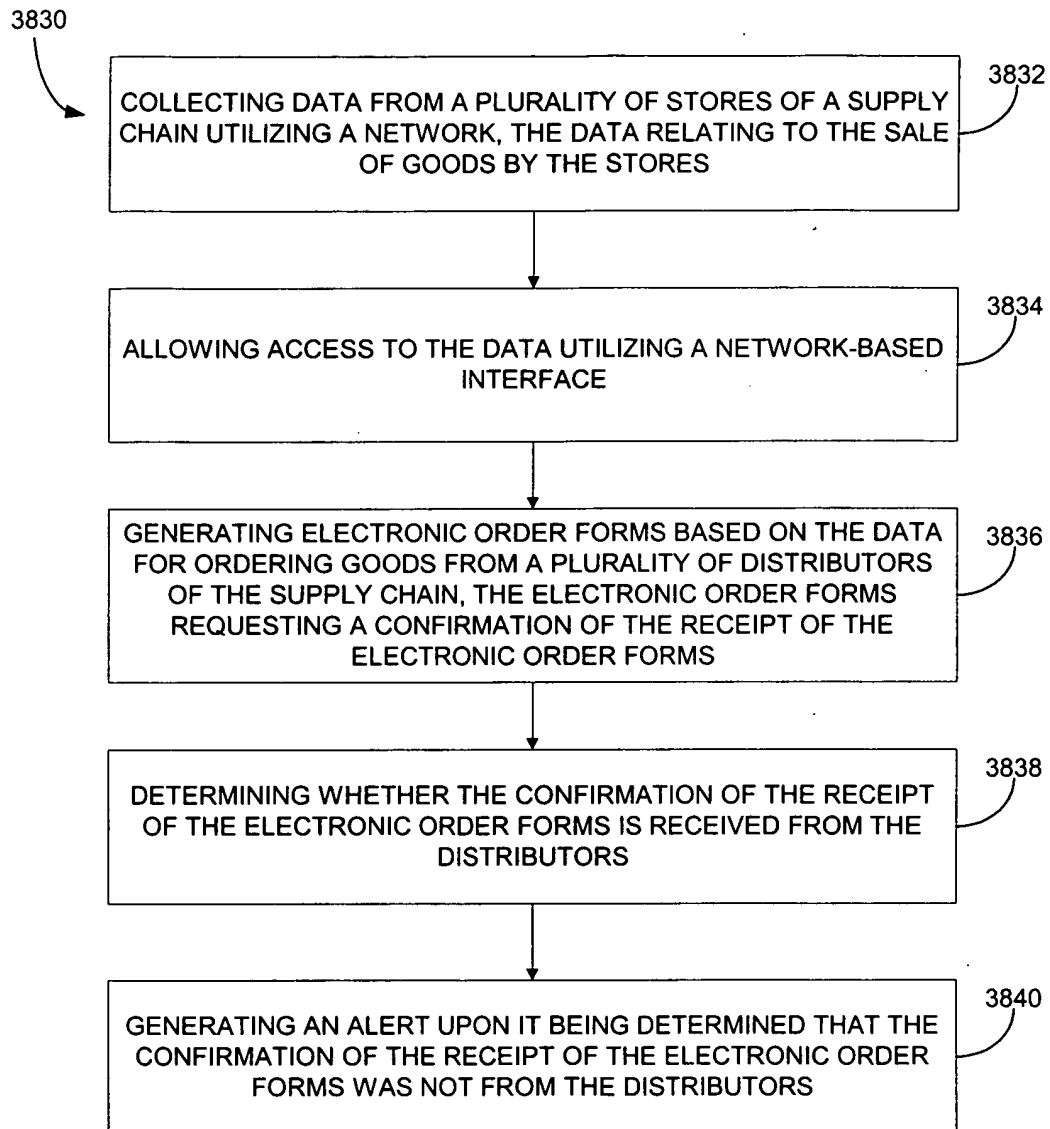 3830
3832
COLLECTING DATA FROM A PLURALITY OF STORES OF A SUPPLY
CHAIN UTILIZING A NETWORK, THE DATA RELATING TO THE SALE
OF GOODS BY THE STORES
3834
ALLOWING ACCESS TO THE DATA UTILIZING A NETWORK-BASED
INTERFACE
3836
GENERATING ELECTRONIC ORDER FORMS BASED ON THE DATA
FOR ORDERING GOODS FROM A PLURALITY OF DISTRIBUTORS
OF THE SUPPLY CHAIN, THE ELECTRONIC ORDER FORMS
REQUESTING A CONFIRMATION OF THE RECEIPT OF THE
ELECTRONIC ORDER FORMS
3838
DETERMINING WHETHER THE CONFIRMATION OF THE RECEIPT
OF THE ELECTRONIC ORDER FORMS IS RECEIVED FROM THE
DISTRIBUTORS
3840
GENERATING AN ALERT UPON IT BEING DETERMINED THAT THE
CONFIRMATION OF THE RECEIPT OF THE ELECTRONIC ORDER
FORMS WAS NOT FROM THE DISTRIBUTORS